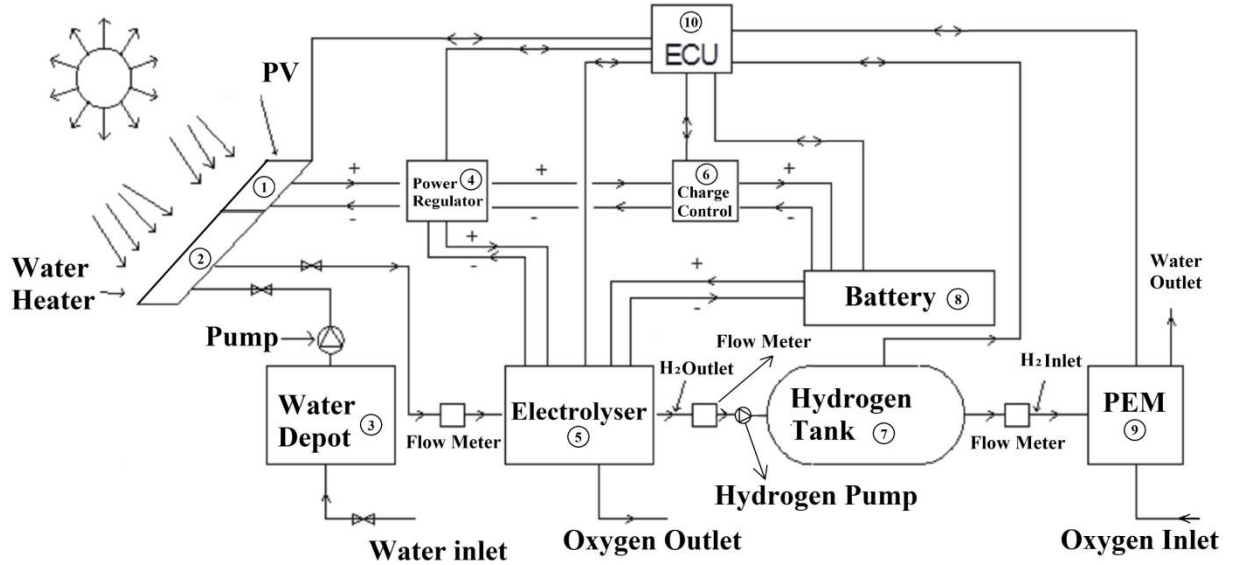 10
ECU
PV
1
+
4
Power
Regulator
-
+
-
6
Charge
Control
+
-
2
Water
Heater
+
-
+
-
Battery 8
Water
Outlet
Pump
Flow Meter
H2Outlet
H2Inlet
Water
Depot 3
Flow Meter
Electrolyser
5
Hydrogen
Tank 7
Flow Meter
PEM
9
Hydrogen Pump
Water inlet
Oxygen Outlet
Oxygen Inlet